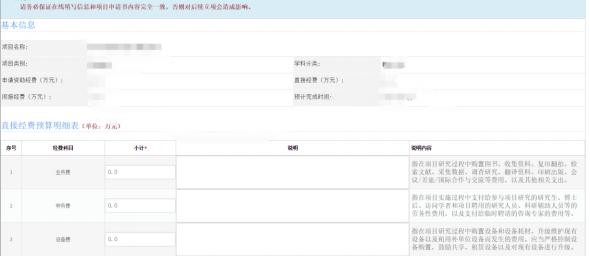 请务必保证在线填写信息和项目申请书内容完全一致，否则对后续立项会造成影响。
基本信息
项目名称：
项目类别： 学科分类：
申请资助经费（万元）： 直接经费（万元）：
间接经费（万元）： 预计完成时间：
直接经费预算明细表（单位：万元）
序号 经费科目 小计* 说明 说明内容
指在项目研究过程中购置图书、收集资料、复印翻拍、检
索文献、采集数据、调查研究、翻译资料、印刷出版、会
议/差旅/国际合作与交流等费用，以及其他相关支出。
1 业务费 0.0
指在项目实施过程中支付给参与项目研究的研究生、博士
后、访问学者和项目聘用的研究人员、科研辅助人员等的
劳务性费用，以及支付给临时聘请的咨询专家的费用等。
2 劳务费 0.0
指在项目研究过程中购置设备和设备耗材、升级维护现有
设备以及租用外单位设备而发生的费用。应当严格控制设
备购置，鼓励共享、租赁设备以及对现有设备进行升级。
3 设备费 0.0